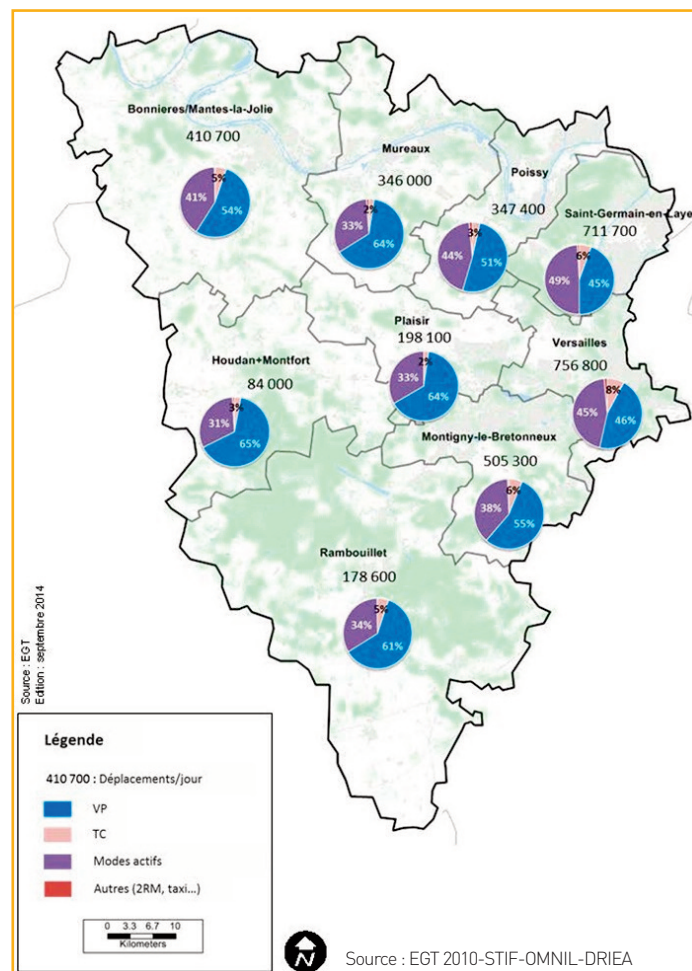 Bonnieres/Mantes-la-Jolie
410 700
5%
41%
54%
Mureaux
346 000
2%
33%
64%
Poissy
347 400
3%
44%
51%
Saint-Germain-en-Laye
711 700
6%
49%
45%
Plaisir
198 100
2%
33%
64%
Versailles
756 800
8%
45%
46%
Houdan+Montfort
84 000
3%
31%
65%
Montigny-le-Bretonneux
505 300
6%
38%
55%
Rambouillet
178 600
5%
34%
61%
Source : EGT
Edition : septembre 2014
Légende
410 700 : Déplacements/jour
VP
TC
Modes actifs
Autres (2RM, taxi...)
0 3.3 6.7 10
Kilometers
N
Source : EGT 2010-STIF-OMNIL-DRIEA